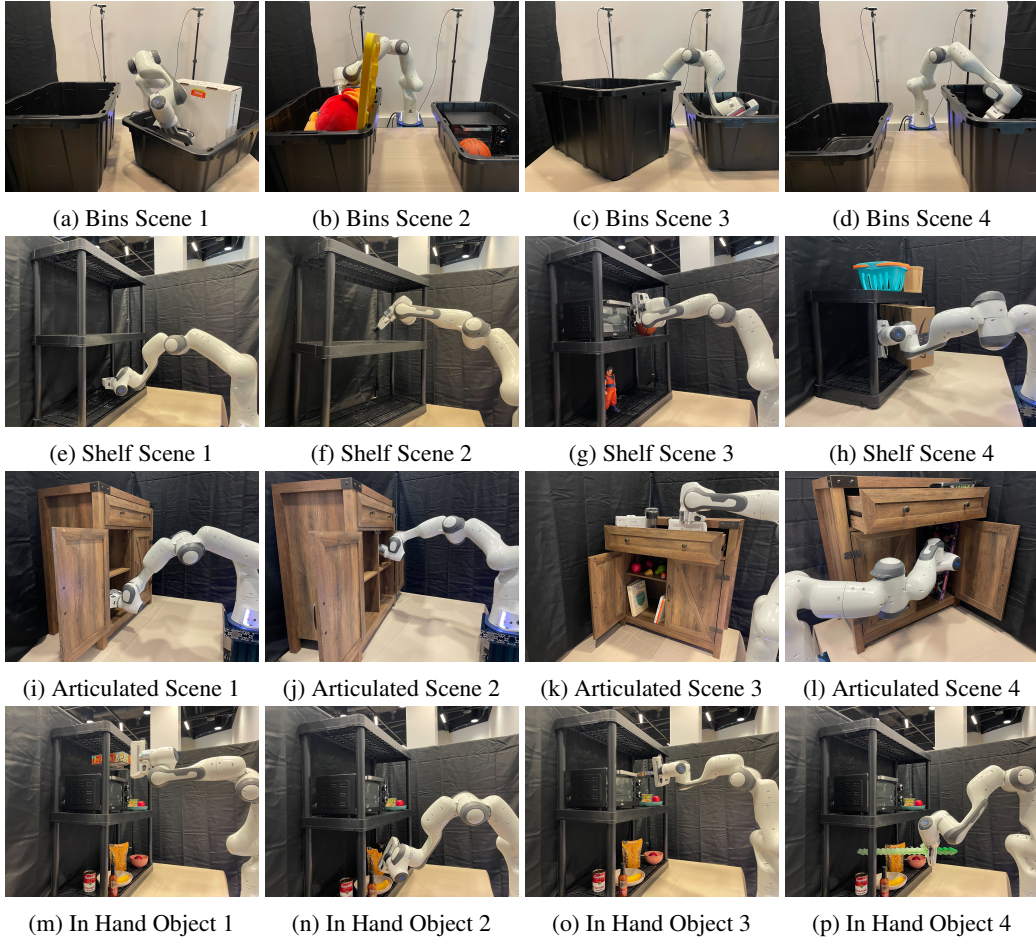 (a) Bins Scene 1
(b) Bins Scene 2
(c) Bins Scene 3
(d) Bins Scene 4
(e) Shelf Scene 1
(f) Shelf Scene 2
(g) Shelf Scene 3
(h) Shelf Scene 4
(i) Articulated Scene 1
(j) Articulated Scene 2
(k) Articulated Scene 3
(l) Articulated Scene 4
(m) In Hand Object 1
(n) In Hand Object 2
(o) In Hand Object 3
(p) In Hand Object 4